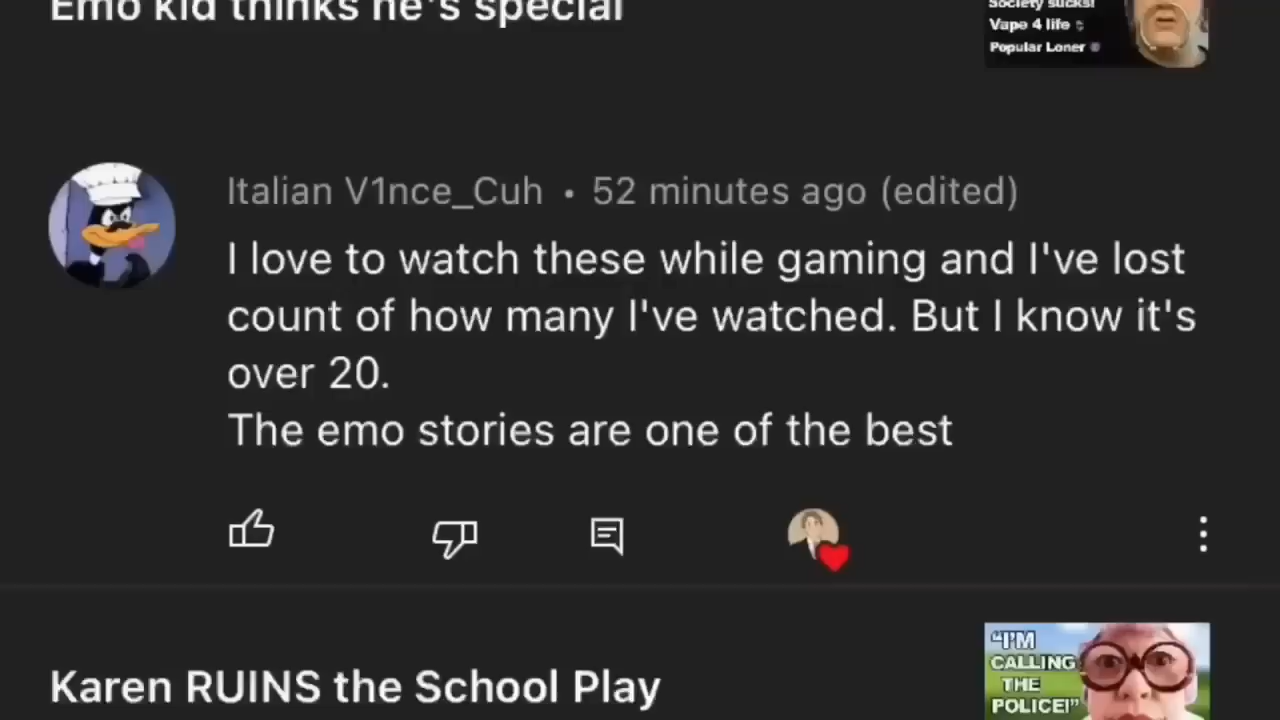 Emo kid thinks he's special
Society sucks!
Vape 4 life
Popular Loner
Italian V1nce_Cuh • 52 minutes ago (edited)
I love to watch these while gaming and I've lost
count of how many I've watched. But I know it's
over 20.
The emo stories are one of the best
Karen RUINS the School Play
“I'M
CALLING
THE
POLICE!”